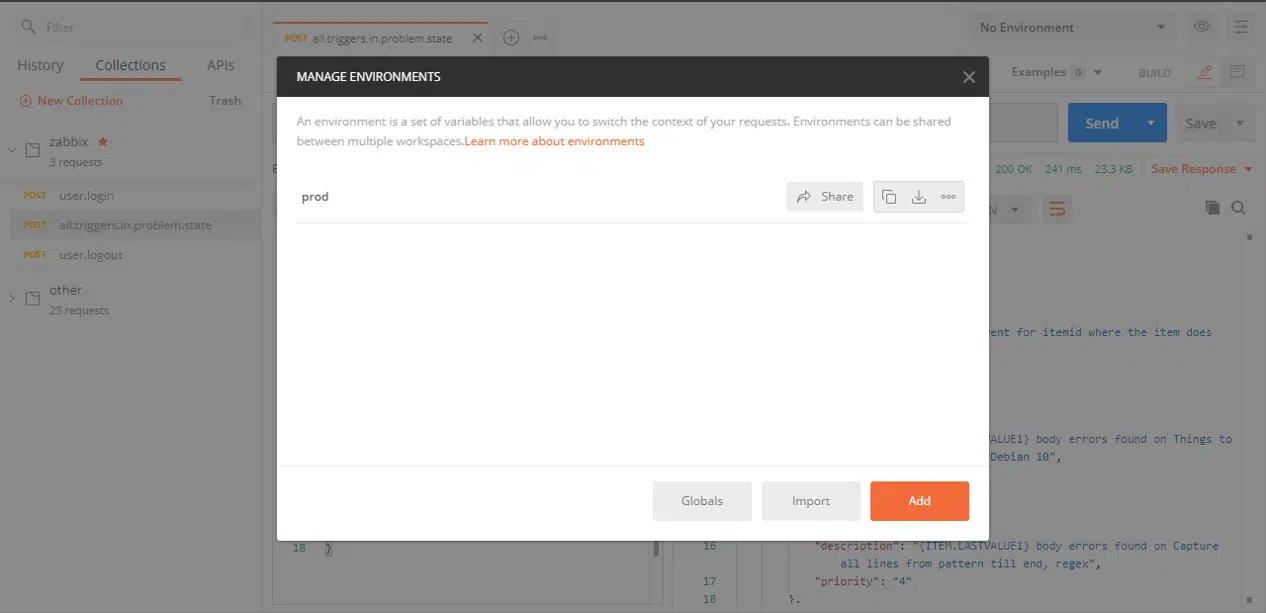 Filter
History Collections APIs
New Collection Trash
zabbix
3 requests
POST user.login
POST all.triggers.in.problem.state
POST user.logout
other
23 requests
POST all.triggers.in.problem.state
No Environment
Examples 0 BUILD
Send Save
200 OK 241 ms 23.3 KB Save Response
MANAGE ENVIRONMENTS
An environment is a set of variables that allow you to switch the context of your requests. Environments can be shared
between multiple workspaces.Learn more about environments
prod Share
Globals Import Add
for itemid where the item does
VALUE1} body errors found on Things to
Debian 10",
18 }
16 "description": "{ITEM.LASTVALUE1} body errors found on Capture
all lines from pattern till end, regex",
17 "priority": "4"
18 },